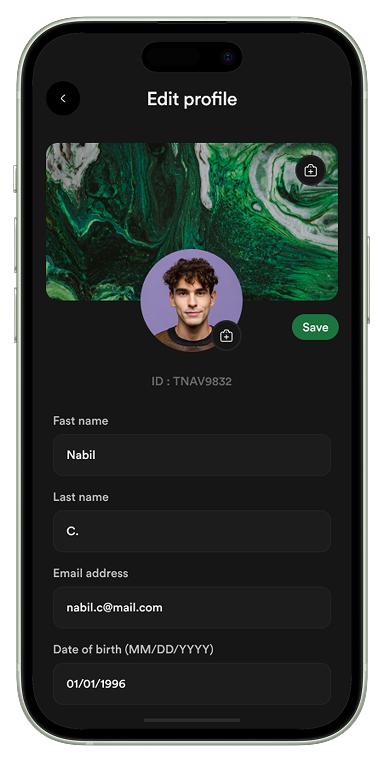 Edit profile
Save
ID : TNAV9832
Fast name
Nabil
Last name
C.
Email address
nabil.c@mail.com
Date of birth (MM/DD/YYYY)
01/01/1996